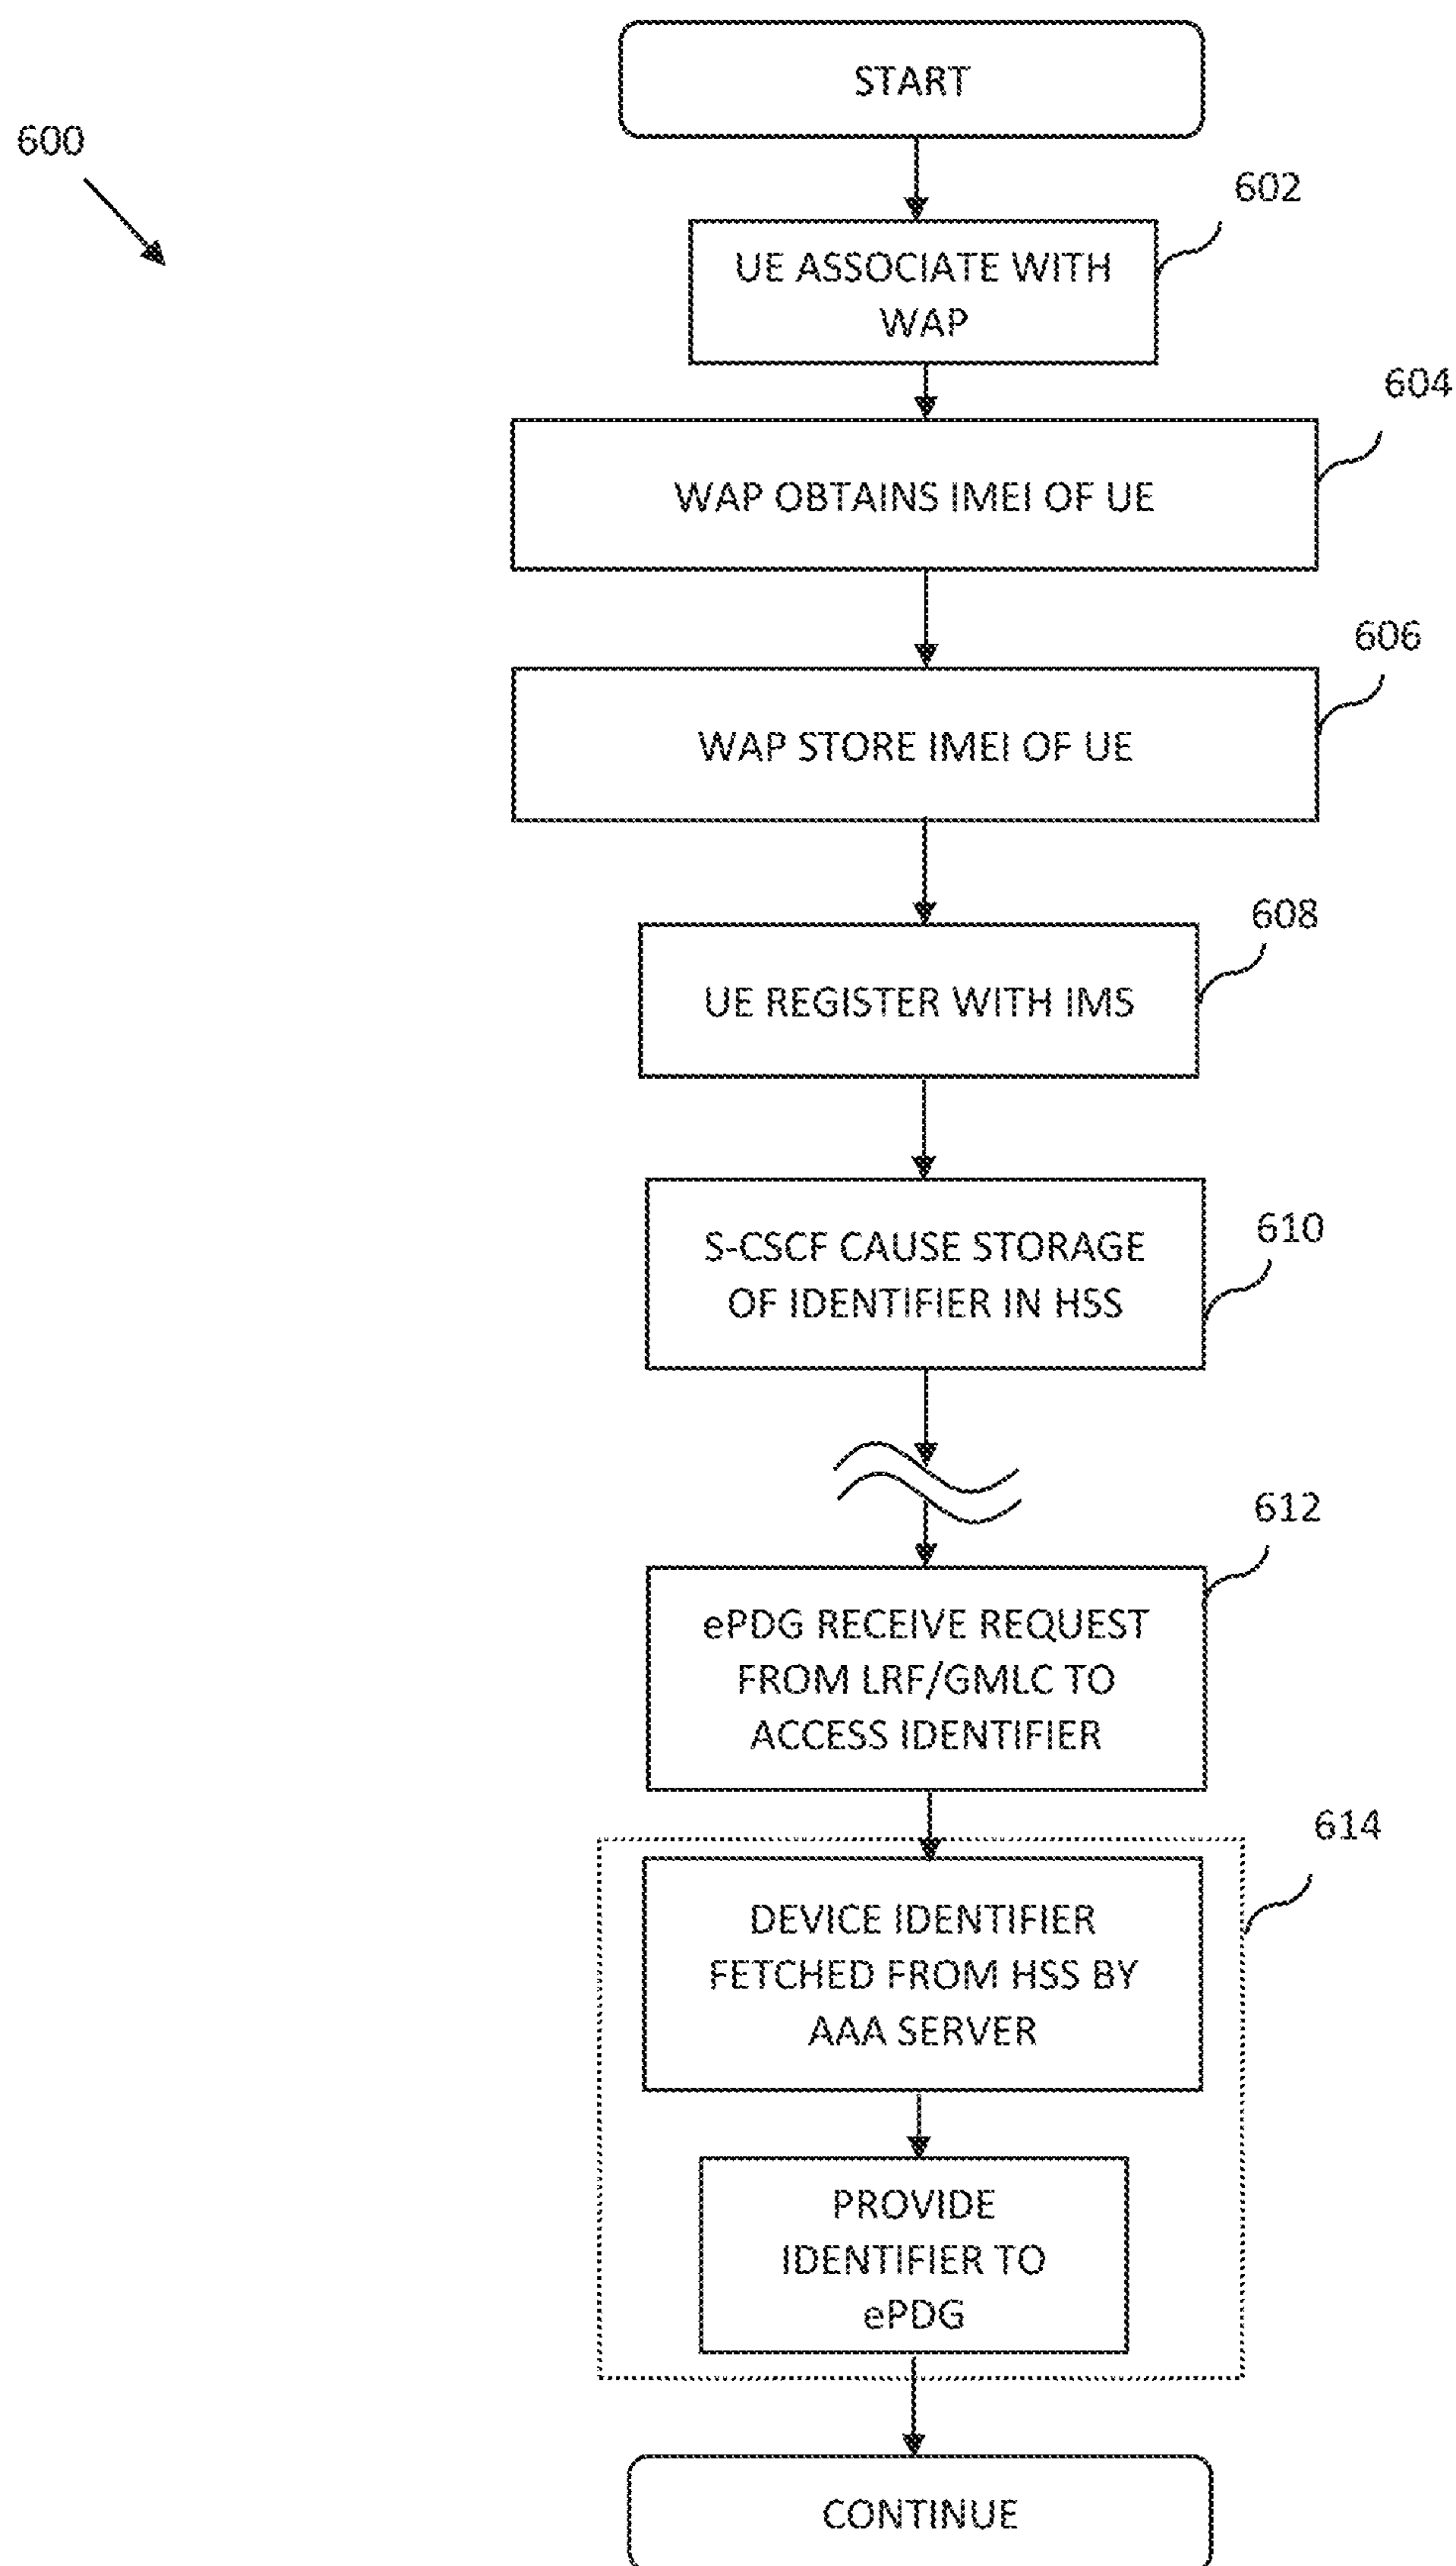 START
600
602
UE ASSOCIATE WITH
WAP
604
WAP OBTAINS IMEI OF UE
606
WAP STORE IMEI OF UE
608
UE REGISTER WITH IMS
610
S-CSCF CAUSE STORAGE
OF IDENTIFIER IN HSS
612
ePDG RECEIVE REQUEST
FROM LRF/GMLC TO
ACCESS IDENTIFIER
614
DEVICE IDENTIFIER
FETCHED FROM HSS BY
AAA SERVER
PROVIDE
IDENTIFIER TO
ePDG
CONTINUE